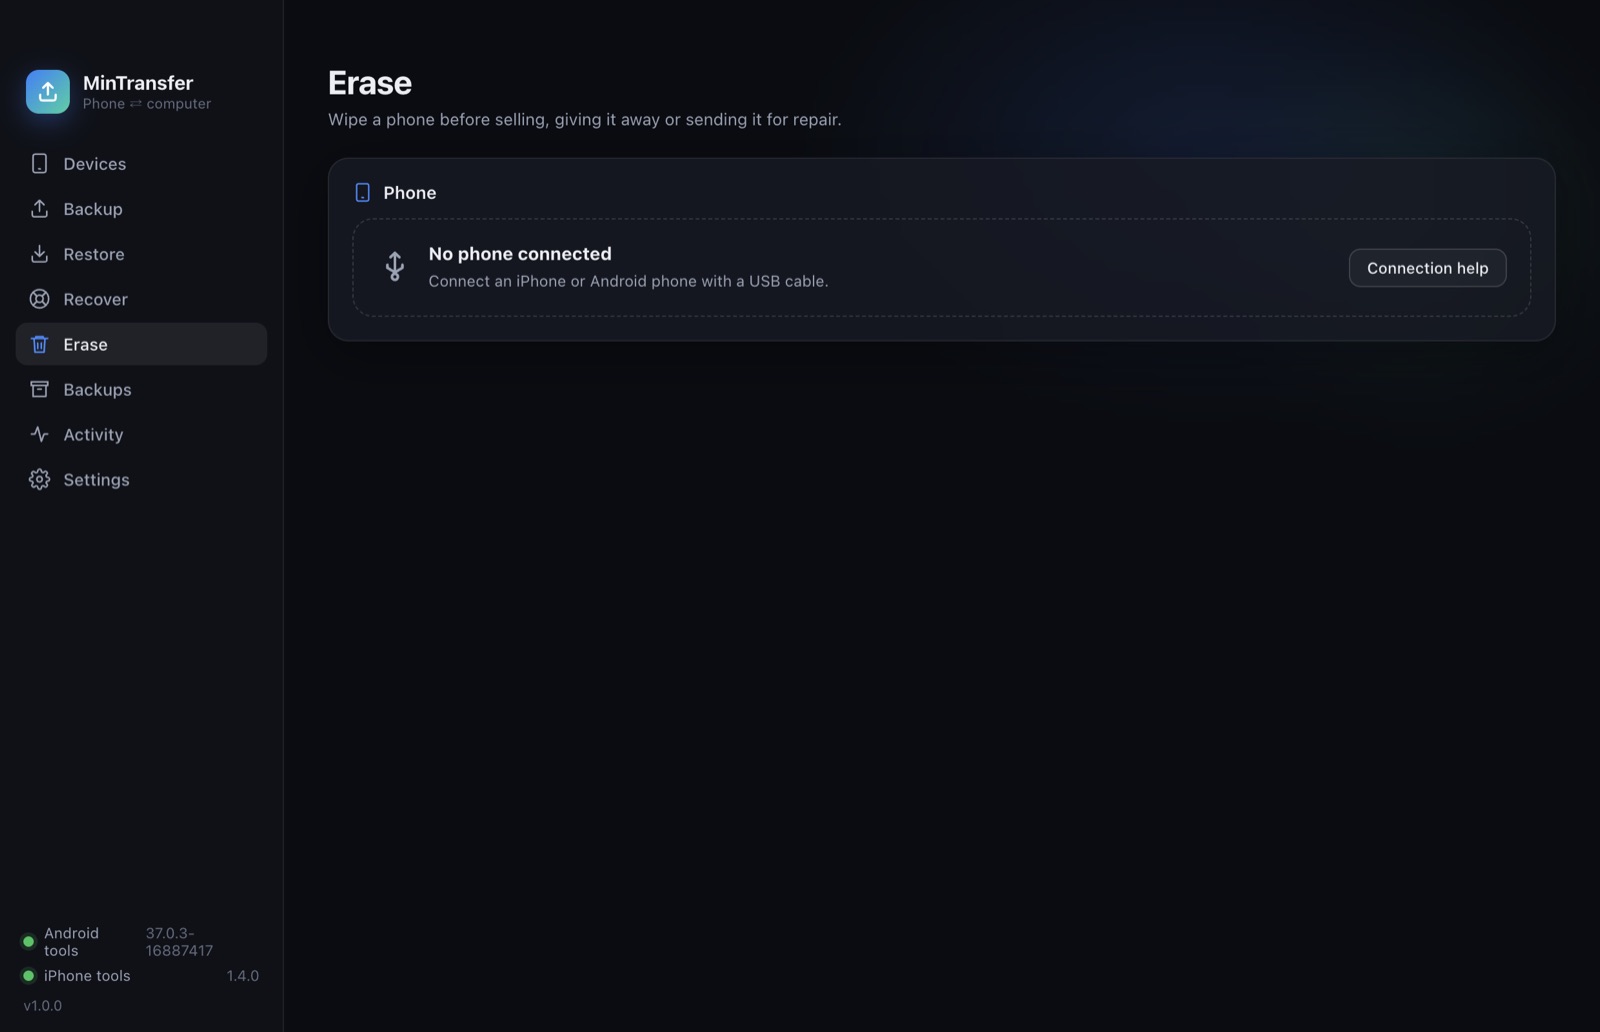 MinTransfer
Phone ⇄ computer
Devices
Backup
Restore
Recover
Erase
Backups
Activity
Settings
Android tools 37.0.3-16887417
iPhone tools 1.4.0
v1.0.0
Erase
Wipe a phone before selling, giving it away or sending it for repair.
Phone
No phone connected
Connect an iPhone or Android phone with a USB cable.
Connection help